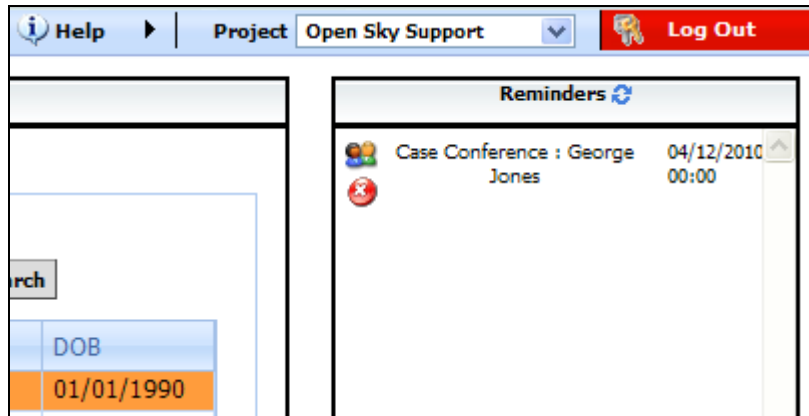 Help Project Open Sky Support Log Out
Reminders
Case Conference : George 04/12/2010
Jones 00:00
DOB
01/01/1990